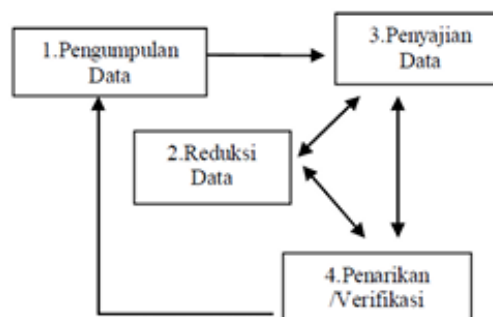 1.Pengumpulan
Data
3.Penyajian
Data
2.Reduksi
Data
4.Penarikan
/Verifikasi